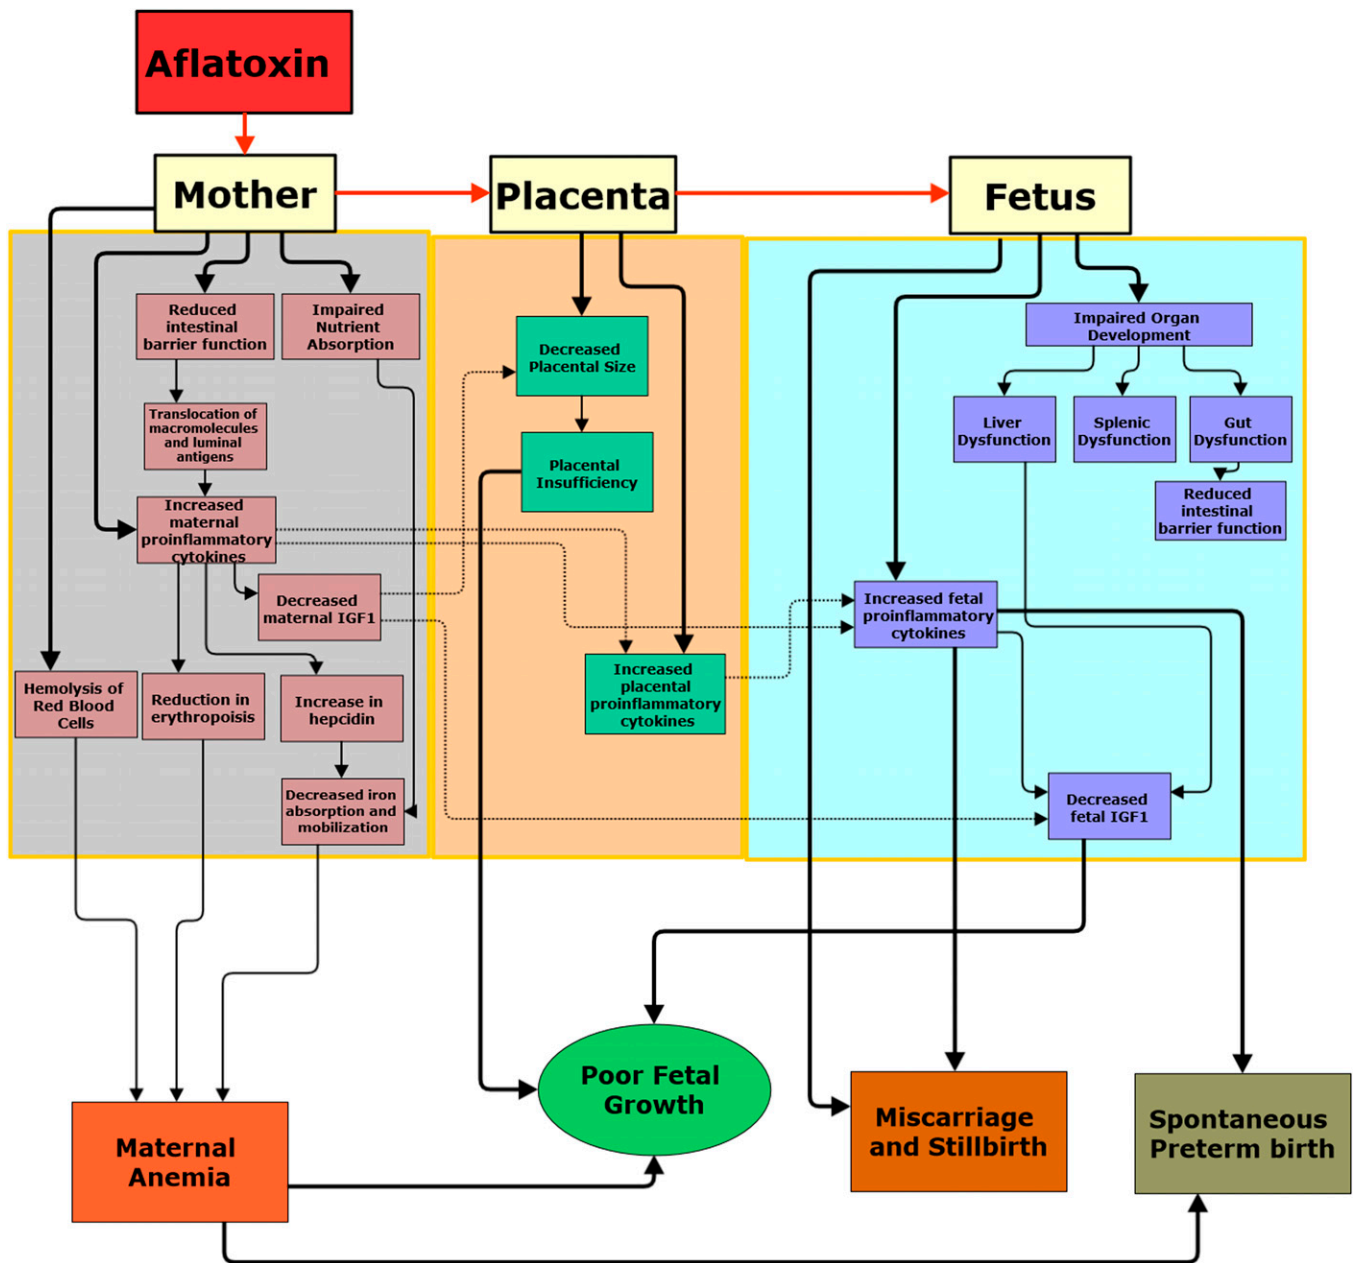 Aflatoxin
Mother
Placenta
Fetus
Reduced
intestinal
barrier function
Impaired
Nutrient
Absorption
Translocation of
macromolecules
and luminal
antigens
Increased
maternal
proinflammatory
cytokines
Decreased
maternal IGF1
Hemolysis of
Red Blood
Cells
Reduction in
erythropoisis
Increase in
hepcidin
Decreased iron
absorption and
mobilization
Decreased
Placental Size
Placental
Insufficiency
Increased
placental
proinflammatory
cytokines
Impaired Organ
Development
Liver
Dysfunction
Splenic
Dysfunction
Gut
Dysfunction
Reduced
intestinal
barrier function
Increased fetal
proinflammatory
cytokines
Decreased
fetal IGF1
Maternal
Anemia
Poor Fetal
Growth
Miscarriage
and Stillbirth
Spontaneous
Preterm birth